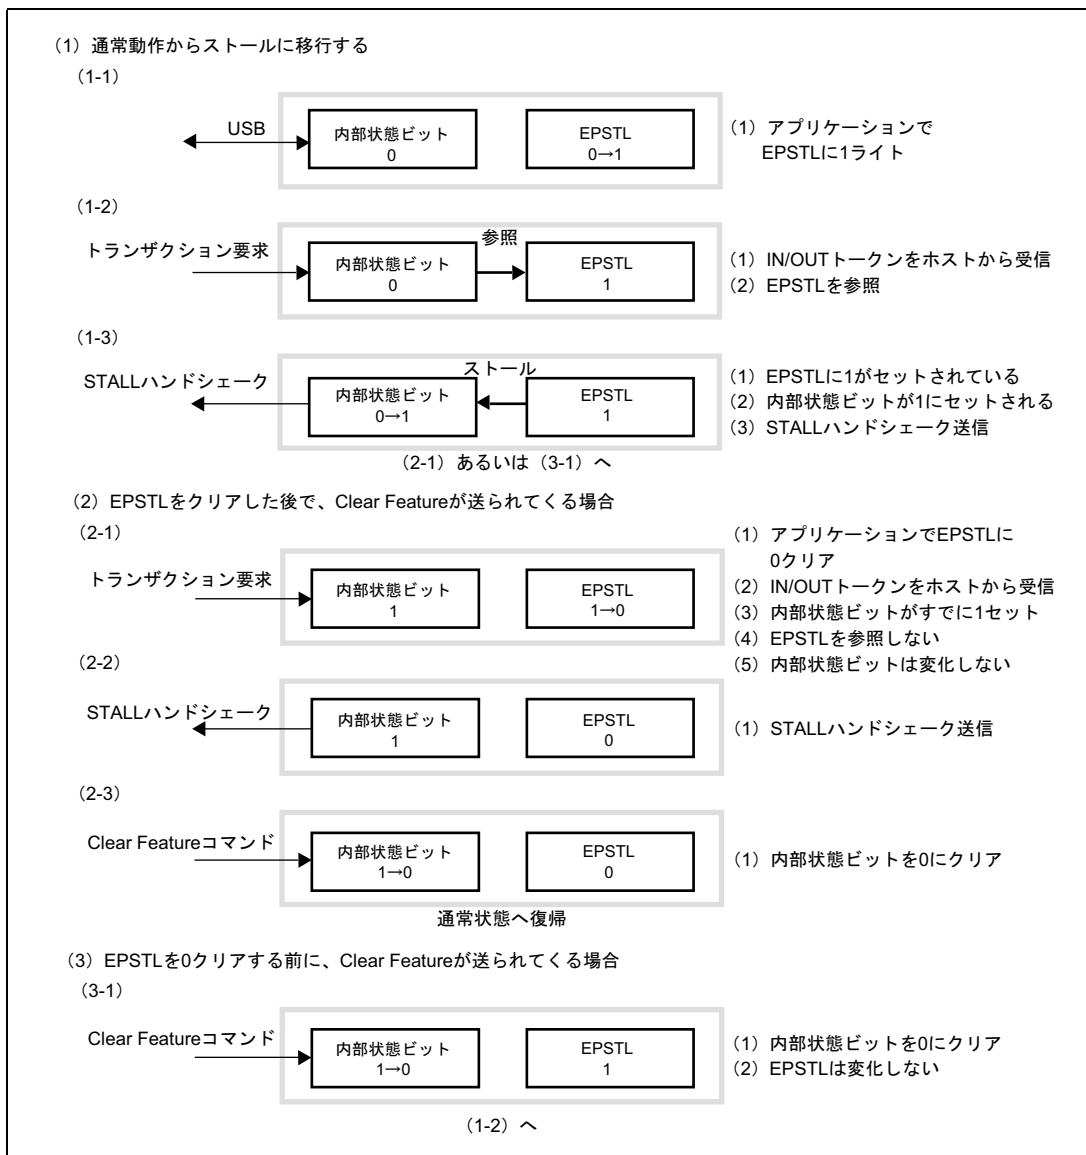 （1）通常動作からストールに移行する
（1-1）
USB
内部状態ビット
0
EPSTL
0→1
（1）アプリケーションで
EPSTLに1ライト
（1-2）
トランザクション要求
内部状態ビット
0
参照
EPSTL
1
（1）IN/OUTトークンをホストから受信
（2）EPSTLを参照
（1-3）
STALLハンドシェーク
内部状態ビット
0→1
ストール
EPSTL
1
（1）EPSTLに1がセットされている
（2）内部状態ビットが1にセットされる
（3）STALLハンドシェーク送信
（2-1）あるいは（3-1）へ
（2）EPSTLをクリアした後で、Clear Featureが送られてくる場合
（2-1）
トランザクション要求
内部状態ビット
1
EPSTL
1→0
（1）アプリケーションでEPSTLに
0クリア
（2）IN/OUTトークンをホストから受信
（3）内部状態ビットがすでに1セット
（4）EPSTLを参照しない
（5）内部状態ビットは変化しない
（2-2）
STALLハンドシェーク
内部状態ビット
1
EPSTL
0
（1）STALLハンドシェーク送信
（2-3）
Clear Featureコマンド
内部状態ビット
1→0
EPSTL
0
（1）内部状態ビットを0にクリア
通常状態へ復帰
（3）EPSTLを0クリアする前に、Clear Featureが送られてくる場合
（3-1）
Clear Featureコマンド
内部状態ビット
1→0
EPSTL
1
（1）内部状態ビットを0にクリア
（2）EPSTLは変化しない
（1-2）へ